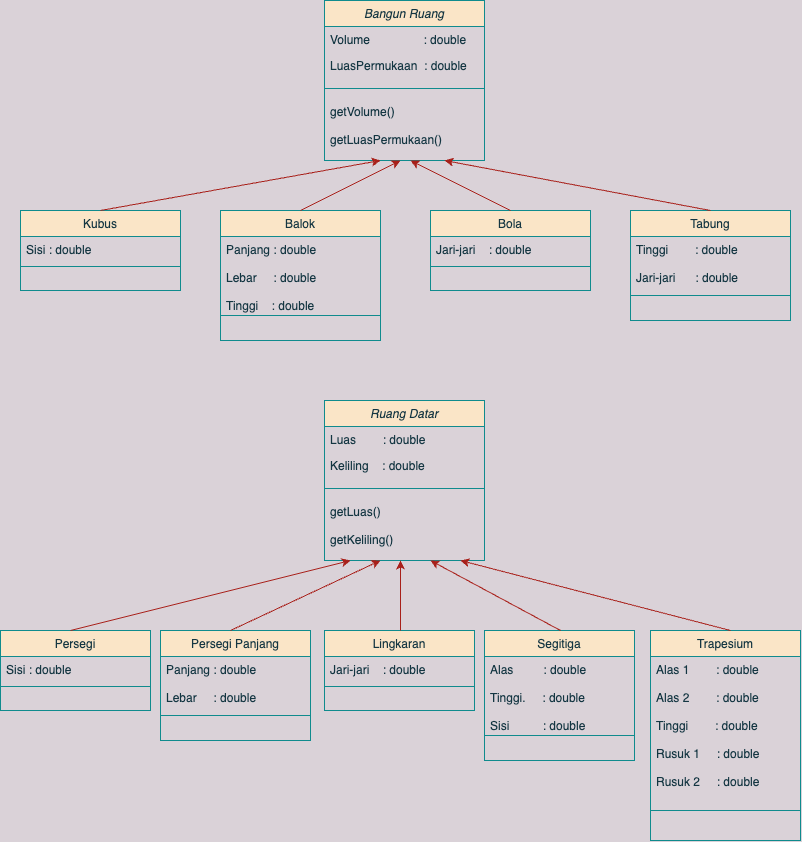 Bangun Ruang
Volume : double
LuasPermukaan : double
getVolume()
getLuasPermukaan()
Kubus
Sisi : double
Balok
Panjang : double
Lebar : double
Tinggi : double
Bola
Jari-jari : double
Tabung
Tinggi : double
Jari-jari : double
Ruang Datar
Luas : double
Keliling : double
getLuas()
getKeliling()
Persegi
Sisi : double
Persegi Panjang
Panjang : double
Lebar : double
Lingkaran
Jari-jari : double
Segitiga
Alas : double
Tinggi. : double
Sisi : double
Trapesium
Alas 1 : double
Alas 2 : double
Tinggi : double
Rusuk 1 : double
Rusuk 2 : double